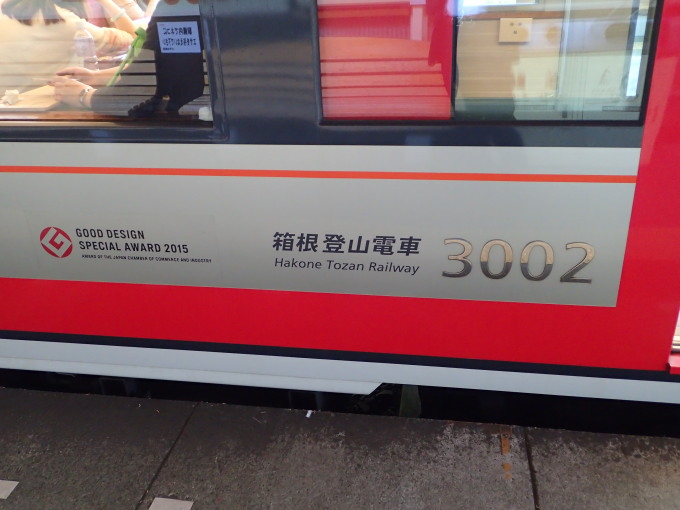 GOOD DESIGN
SPECIAL AWARD 2015
AWARD OF THE JAPAN CHAMBER OF COMMERCE AND INDUSTRY
箱根登山電車
Hakone Tozan Railway
3002